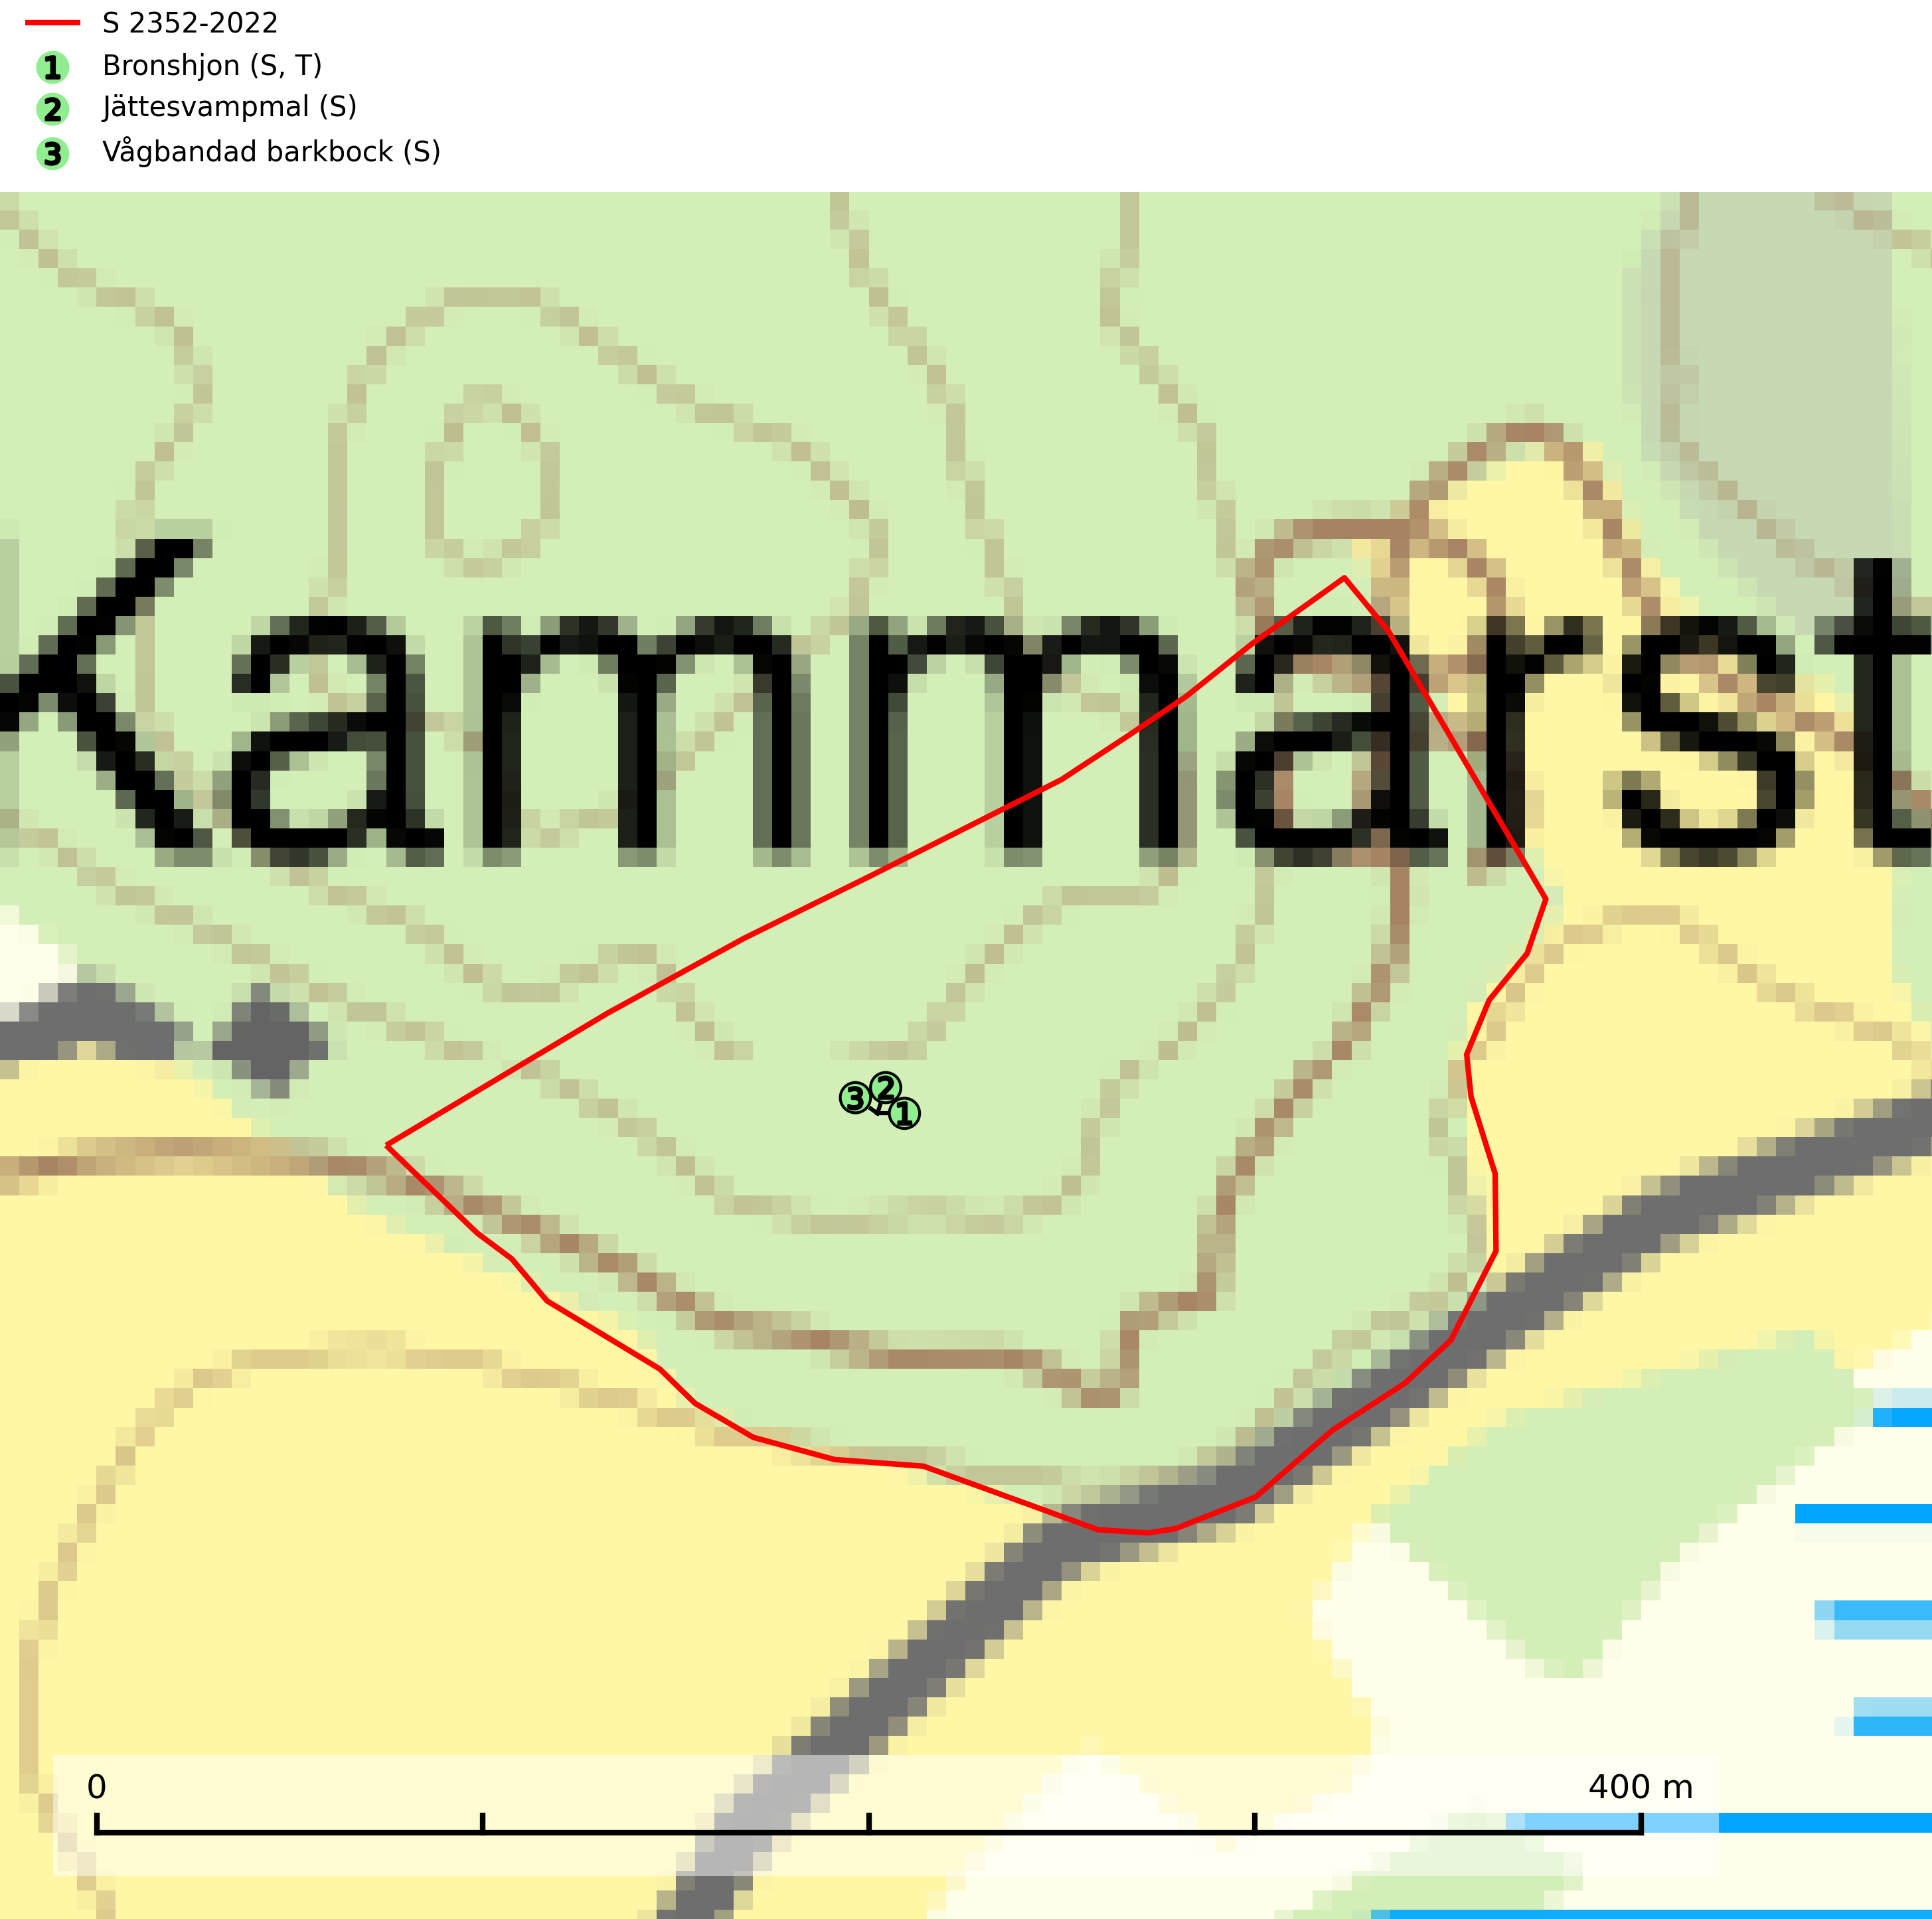 S 2352-2022
1 Bronshjon (S, T)
2 Jättesvampmal (S)
3 Vågbandad barkbock (S)
Kammarst
3 2 1
0 400 m